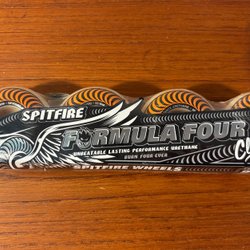 SPITFIRE
FORMULA FOUR
UNBEATABLE LASTING PERFORMANCE URETHANE
BURN FOUR EVER
SPITFIRE WHEELS